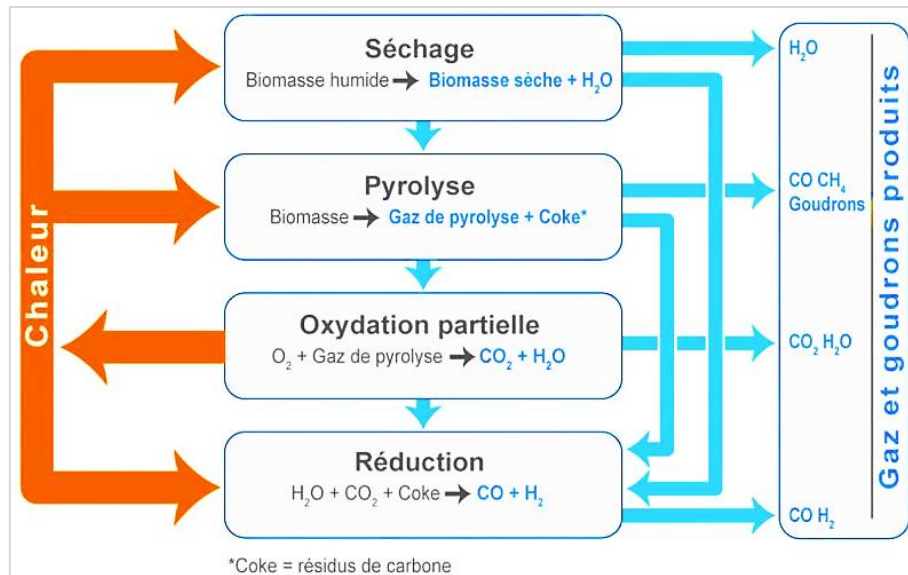 Séchage
Biomasse humide → Biomasse sèche + H₂O
Pyrolyse
Biomasse → Gaz de pyrolyse + Coke*
Oxydation partielle
O₂ + Gaz de pyrolyse → CO₂ + H₂O
Réduction
H₂O + CO₂ + Coke → CO + H₂
*Coke = résidus de carbone
Chaleur
H₂O
CO CH₄
Goudrons
CO₂ H₂O
CO H₂
Gaz et goudrons produits